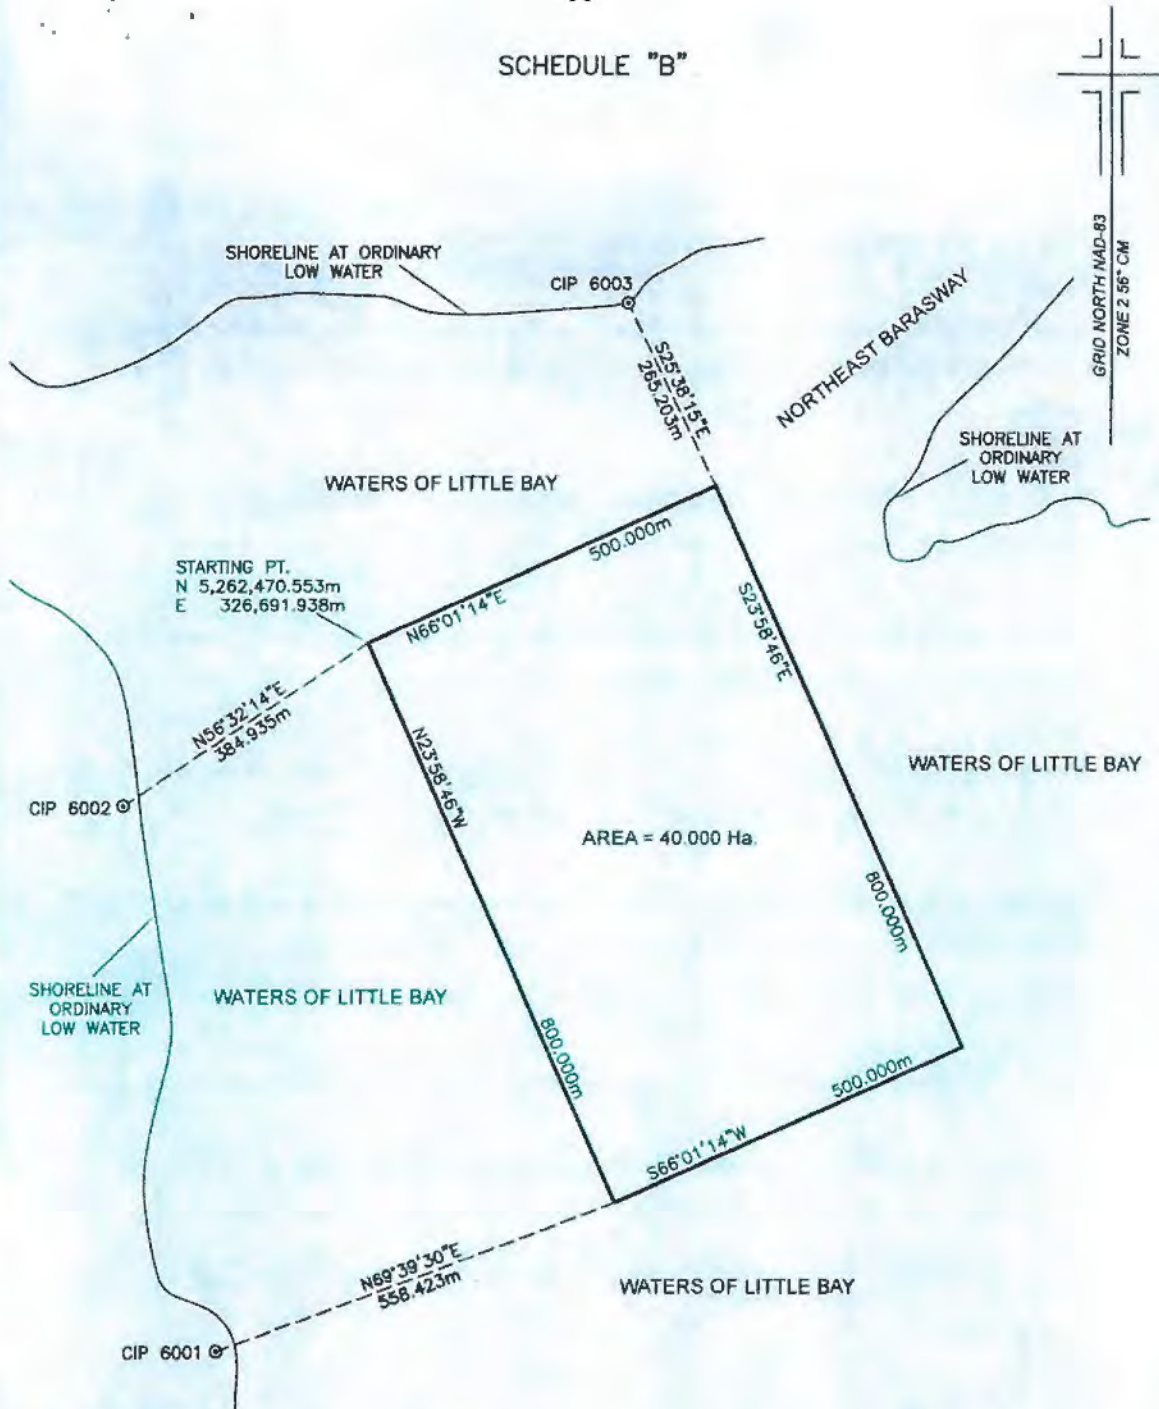 SCHEDULE "B"
GRID NORTH NAD-83
ZONE 2 56° CM
SHORELINE AT ORDINARY
LOW WATER
CIP 6003
S25°38'15"E
265.203m
NORTHEAST BARASWAY
SHORELINE AT
ORDINARY
LOW WATER
WATERS OF LITTLE BAY
500.000m
N66°01'14"E
STARTING PT.
N 5,262,470.553m
E 326,691.938m
S23°58'46"E
N56°32'14"E
384.935m
N23°58'46"W
WATERS OF LITTLE BAY
CIP 6002
AREA = 40.000 Ha.
800.000m
SHORELINE AT
ORDINARY
LOW WATER
WATERS OF LITTLE BAY
800.000m
500.000m
S66°01'14"W
N69°39'30"E
558.423m
WATERS OF LITTLE BAY
CIP 6001